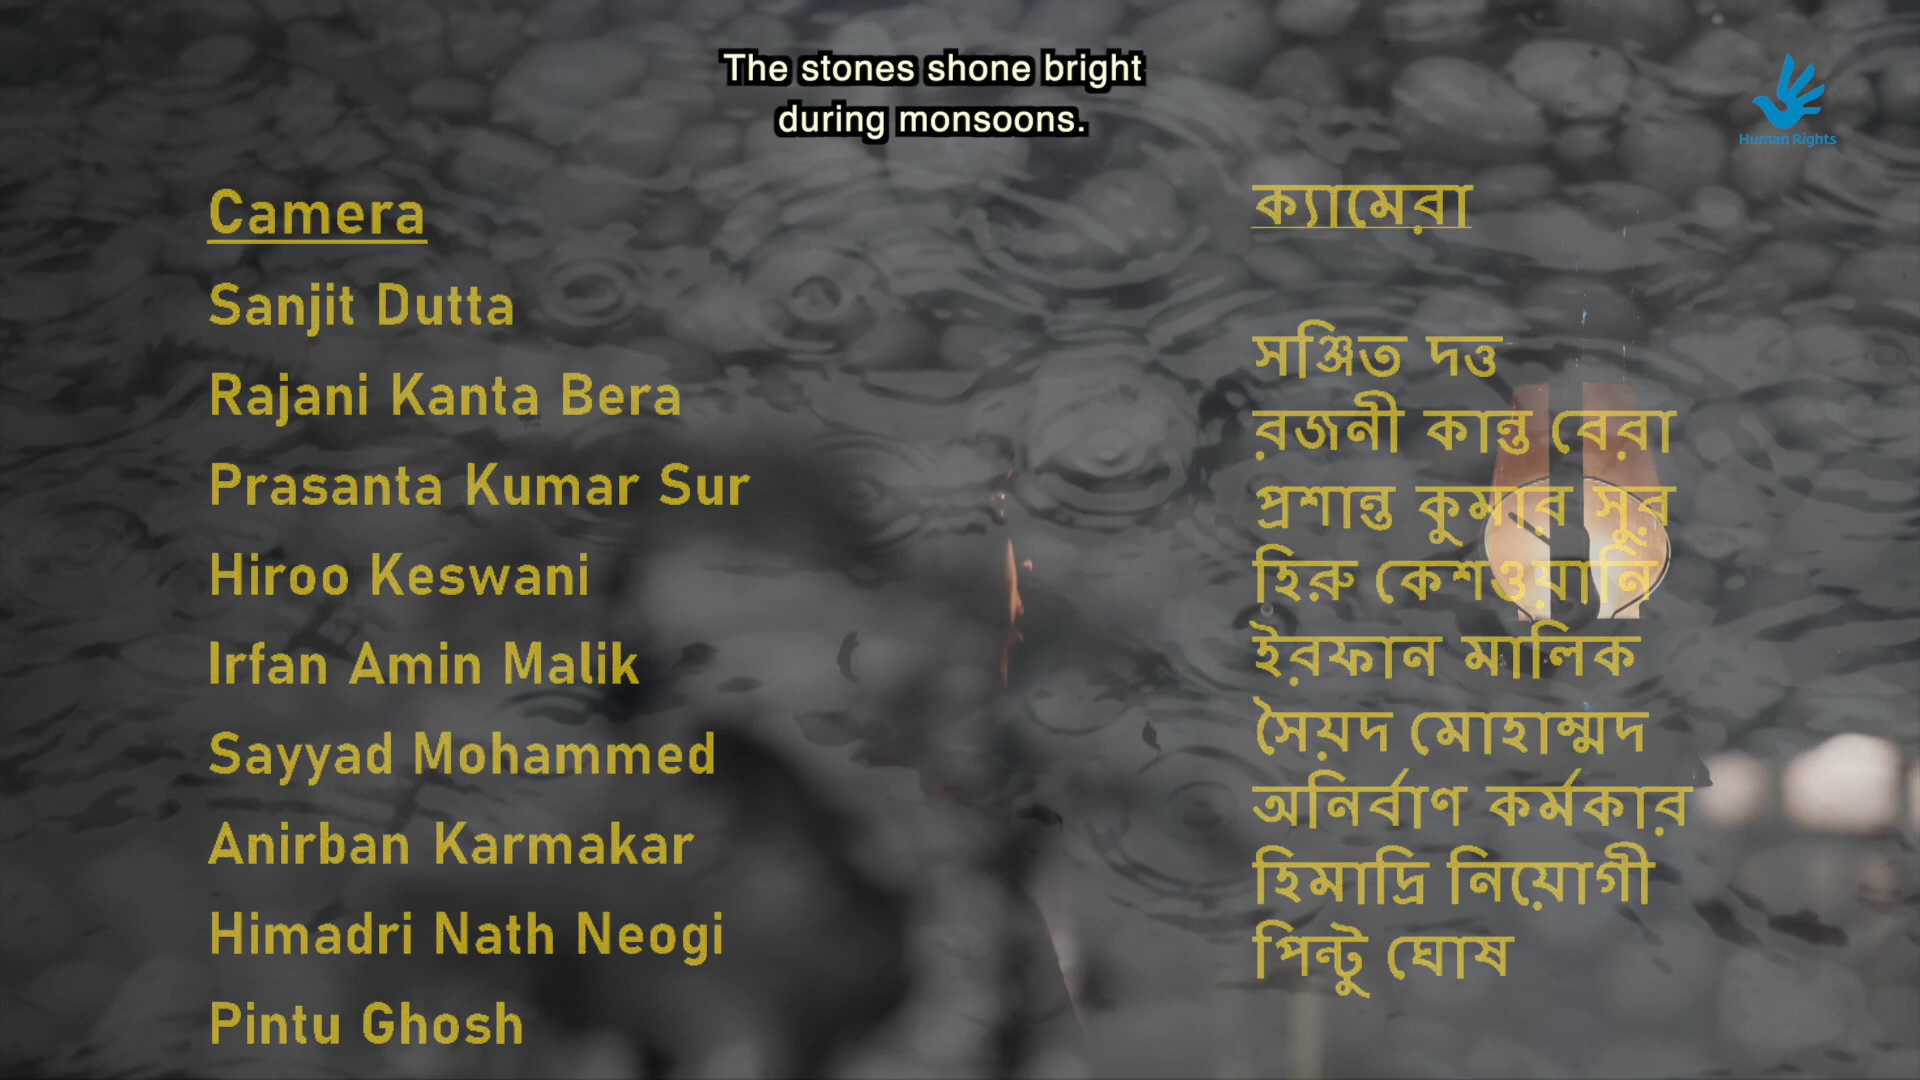 The stones shone bright
during monsoons.
Human Rights
Camera
Sanjit Dutta
Rajani Kanta Bera
Prasanta Kumar Sur
Hiroo Keswani
Irfan Amin Malik
Sayyad Mohammed
Anirban Karmakar
Himadri Nath Neogi
Pintu Ghosh
ক্যামেরা
সঞ্জিত দত্ত
রজনী কান্ত বেরা
প্রশান্ত কুমার সূর
হিরু কেশওয়ানি
ইরফান মালিক
সৈয়দ মোহাম্মদ
অনির্বাণ কর্মকার
হিমাদ্রি নিয়োগী
পিন্টু ঘোষ